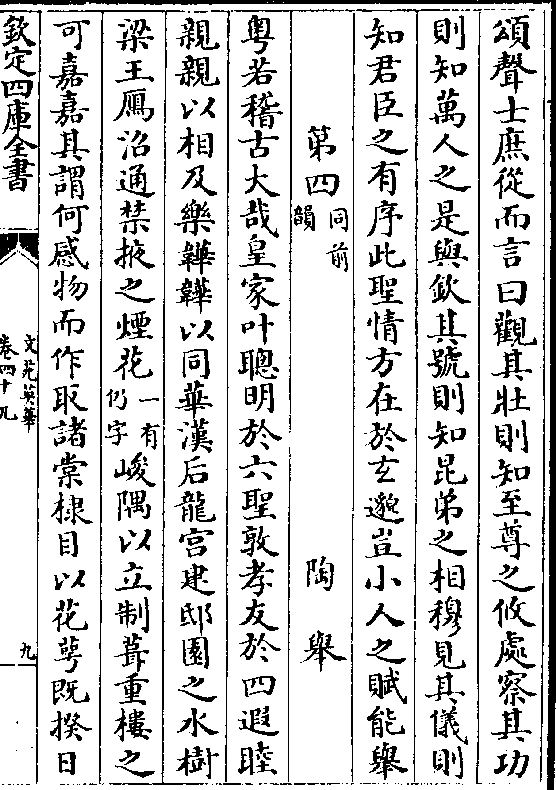 頌聲士庶從而言曰觀其壯則知至尊之攸處察其功
則知萬人之是與欽其號則知昆弟之相穆見其儀則
知君臣之有序此聖情方在於玄邈豈小人之賦能舉
第四同前韻 陶舉
粤若稽古大哉皇家叶聰明於六聖敦孝友於四遐睦
親親以相及樂韡韡以同華漢后龍宫建邸園之水樹
梁王鴈沼通禁掖之煙花一有仍字峻隅以立制葺重樓之
可嘉嘉其謂何感物而作取諸棠棣目以花萼既揆日
欽定四庫全書
文苑英華
卷四十九
九